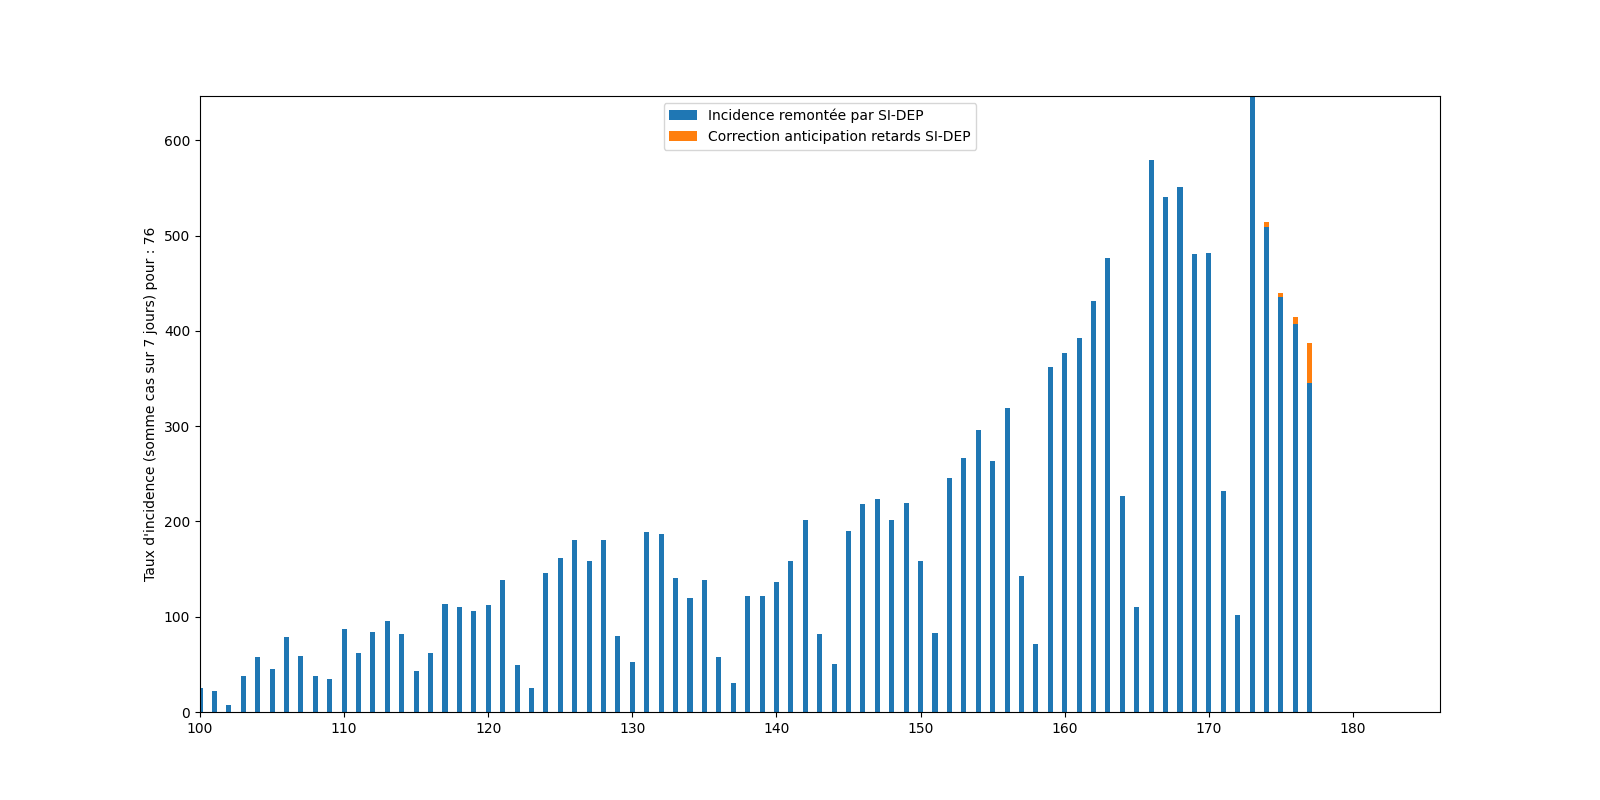 Incidence remontée par SI-DEP
Correction anticipation retards SI-DEP
Taux d'incidence (somme cas sur 7 jours) pour : 76
600
500
400
300
200
100
0
100 110 120 130 140 150 160 170 180